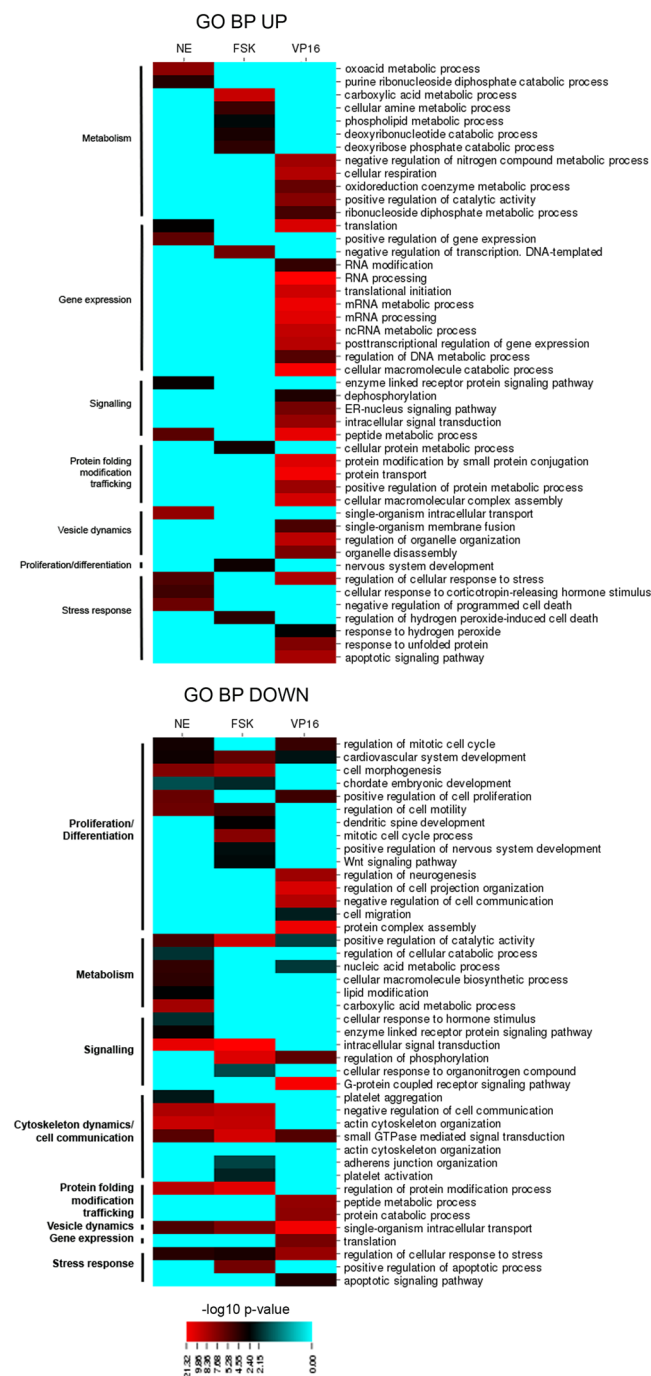 GO BP UP
NE FSK VP16
Metabolism
oxoacid metabolic process
purine ribonucleoside diphosphate catabolic process
carboxylic acid metabolic process
cellular amine metabolic process
phospholipid metabolic process
deoxyribonucleotide catabolic process
deoxyribose phosphate catabolic process
negative regulation of nitrogen compound metabolic process
cellular respiration
oxidoreduction coenzyme metabolic process
positive regulation of catalytic activity
ribonucleoside diphosphate metabolic process
Gene expression
translation
positive regulation of gene expression
negative regulation of transcription. DNA-templated
RNA modification
RNA processing
translational initiation
mRNA metabolic process
mRNA processing
ncRNA metabolic process
posttranscriptional regulation of gene expression
regulation of DNA metabolic process
cellular macromolecule catabolic process
Signalling
enzyme linked receptor protein signaling pathway
dephosphorylation
ER-nucleus signaling pathway
intracellular signal transduction
peptide metabolic process
Protein folding
modification
trafficking
cellular protein metabolic process
protein modification by small protein conjugation
protein transport
positive regulation of protein metabolic process
cellular macromolecular complex assembly
Vesicle dynamics
single-organism intracellular transport
single-organism membrane fusion
regulation of organelle organization
organelle disassembly
Proliferation/differentiation
nervous system development
Stress response
regulation of cellular response to stress
cellular response to corticotropin-releasing hormone stimulus
negative regulation of programmed cell death
regulation of hydrogen peroxide-induced cell death
response to hydrogen peroxide
response to unfolded protein
apoptotic signaling pathway
GO BP DOWN
NE FSK VP16
Proliferation/
Differentiation
regulation of mitotic cell cycle
cardiovascular system development
cell morphogenesis
chordate embryonic development
positive regulation of cell proliferation
regulation of cell motility
dendritic spine development
mitotic cell cycle process
positive regulation of nervous system development
Wnt signaling pathway
regulation of neurogenesis
regulation of cell projection organization
negative regulation of cell communication
cell migration
protein complex assembly
Metabolism
positive regulation of catalytic activity
regulation of cellular catabolic process
nucleic acid metabolic process
cellular macromolecule biosynthetic process
lipid modification
carboxylic acid metabolic process
Signalling
cellular response to hormone stimulus
enzyme linked receptor protein signaling pathway
intracellular signal transduction
regulation of phosphorylation
cellular response to organonitrogen compound
G-protein coupled receptor signaling pathway
Cytoskeleton dynamics/
cell communication
platelet aggregation
negative regulation of cell communication
actin cytoskeleton organization
small GTPase mediated signal transduction
actin cytoskeleton organization
adherens junction organization
platelet activation
Protein folding
modification
trafficking
regulation of protein modification process
peptide metabolic process
protein catabolic process
Vesicle dynamics
single-organism intracellular transport
Gene expression
translation
Stress response
regulation of cellular response to stress
positive regulation of apoptotic process
apoptotic signaling pathway
-log10 p-value
21.32
9.86
8.36
7.68
5.28
4.55
2.40
2.15
0.00